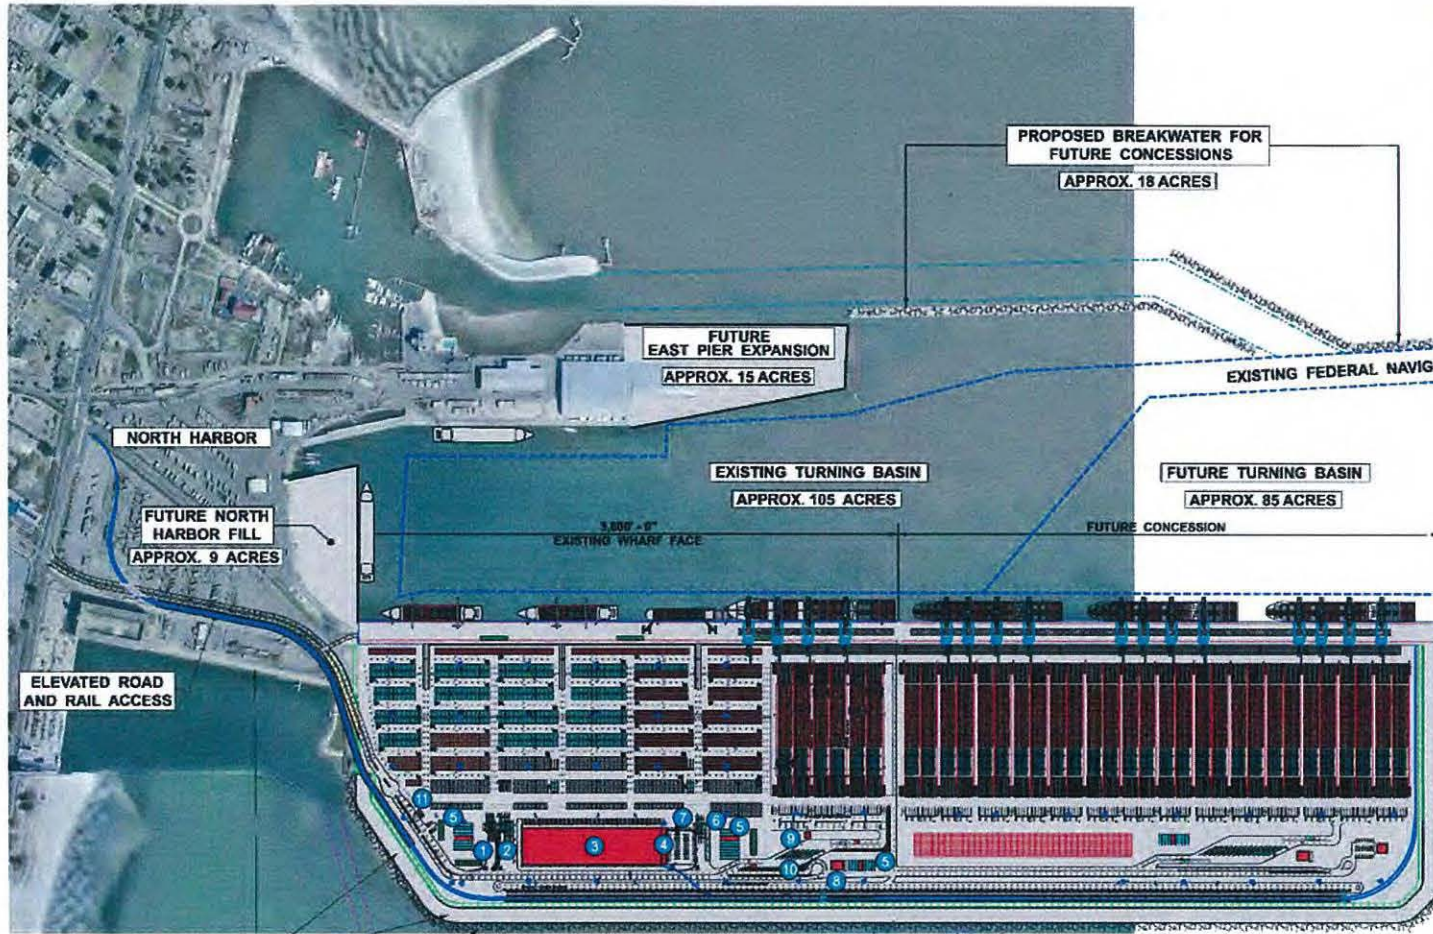 PROPOSED BREAKWATER FOR
FUTURE CONCESSIONS
APPROX. 18 ACRES
FUTURE
EAST PIER EXPANSION
APPROX. 15 ACRES
EXISTING FEDERAL NAVIG
NORTH HARBOR
EXISTING TURNING BASIN
APPROX. 105 ACRES
FUTURE TURNING BASIN
APPROX. 85 ACRES
FUTURE NORTH
HARBOR FILL
APPROX. 9 ACRES
EXISTING WHARF FACE
FUTURE CONCESSION
ELEVATED ROAD
AND RAIL ACCESS
11
5
1
2
3
4
7
6
5
9
10
8
5